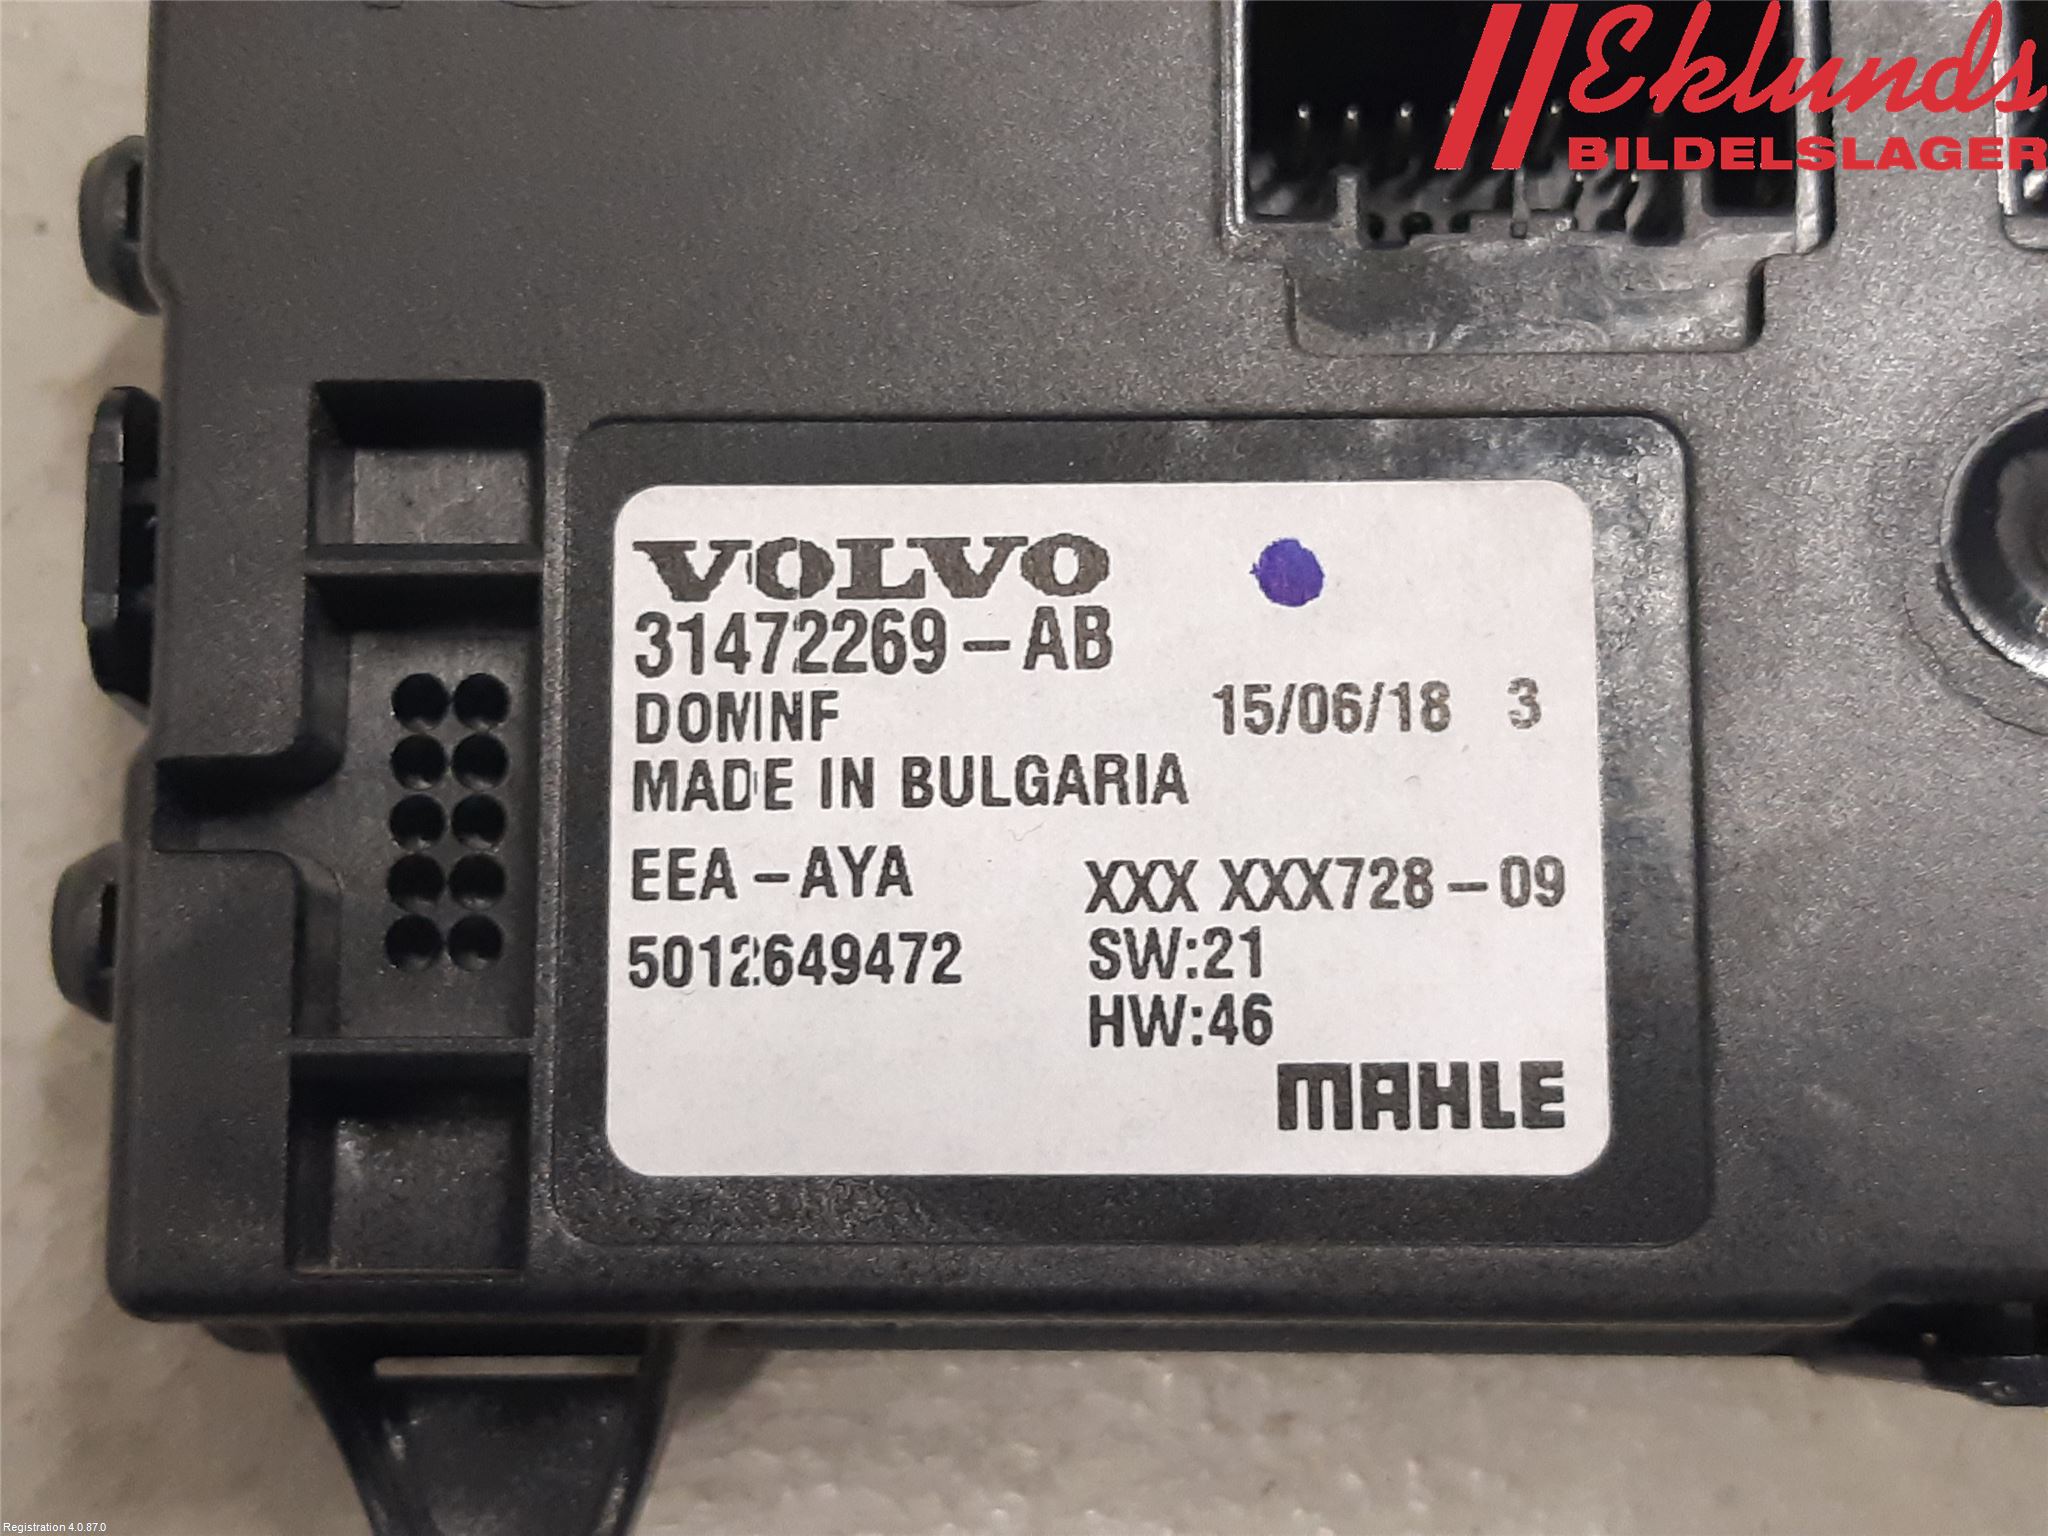 Eklunds
BILDELSLAGER
VOLVO
31472269-AB
DOMINF 15/06/18 3
MADE IN BULGARIA
EEA-AYA XXX XXX728-09
5012649472 SW:21
HW:46
MAHLE
Registration 4.0.87.0